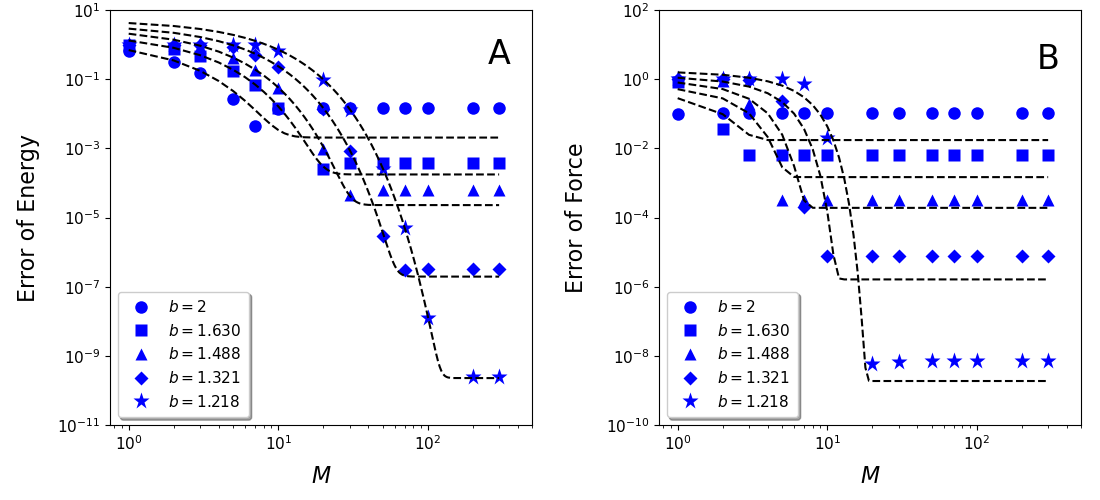 A
Error of Energy
10^1
10^-1
10^-3
10^-5
10^-7
10^-9
10^-11
b = 2
b = 1.630
b = 1.488
b = 1.321
b = 1.218
10^0
10^1
10^2
M
B
Error of Force
10^2
10^0
10^-2
10^-4
10^-6
10^-8
10^-10
b = 2
b = 1.630
b = 1.488
b = 1.321
b = 1.218
10^0
10^1
10^2
M